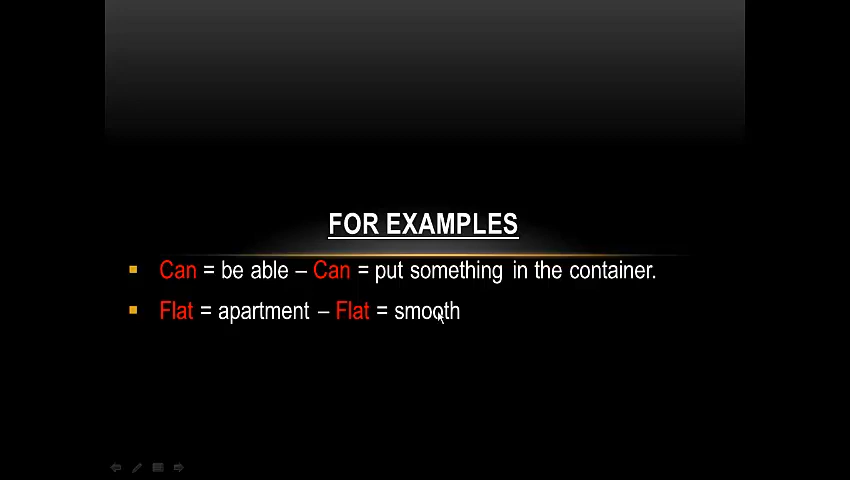 FOR EXAMPLES
Can = be able – Can = put something in the container.
Flat = apartment – Flat = smooth